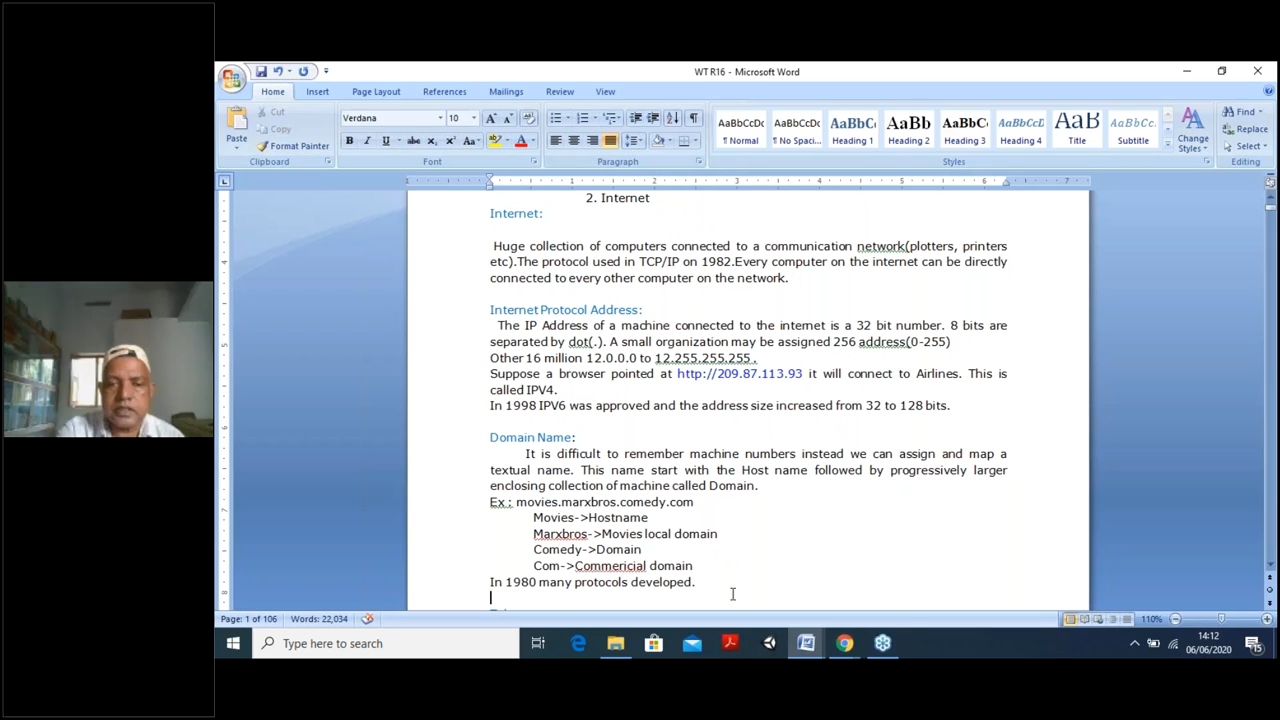 WT R16 - Microsoft Word
Home Insert Page Layout References Mailings Review View
Paste
Cut
Copy
Format Painter
Clipboard
Verdana 10
Font
Paragraph
AaBbCcDc AaBbCcDc AaBbC AaBb AaBbC AaBbCc AaB AaBbCc.
¶ Normal ¶ No Spaci... Heading 1 Heading 2 Heading 3 Heading 4 Title Subtitle
Change Styles
Styles
Find
Replace
Select
Editing
1 1 2 3 4 5 6 7
2. Internet
Internet:
Huge collection of computers connected to a communication network(plotters, printers
etc).The protocol used in TCP/IP on 1982.Every computer on the internet can be directly
connected to every other computer on the network.
Internet Protocol Address:
The IP Address of a machine connected to the internet is a 32 bit number. 8 bits are
separated by dot(.). A small organization may be assigned 256 address(0-255)
Other 16 million 12.0.0.0 to 12.255.255.255 .
Suppose a browser pointed at http://209.87.113.93 it will connect to Airlines. This is
called IPV4.
In 1998 IPV6 was approved and the address size increased from 32 to 128 bits.
Domain Name:
It is difficult to remember machine numbers instead we can assign and map a
textual name. This name start with the Host name followed by progressively larger
enclosing collection of machine called Domain.
Ex.: movies.marxbros.comedy.com
Movies->Hostname
Marxbros->Movies local domain
Comedy->Domain
Com->Commericial domain
In 1980 many protocols developed.
Page: 1 of 106 Words: 22,034 110%
Type here to search
14:12
06/06/2020
15